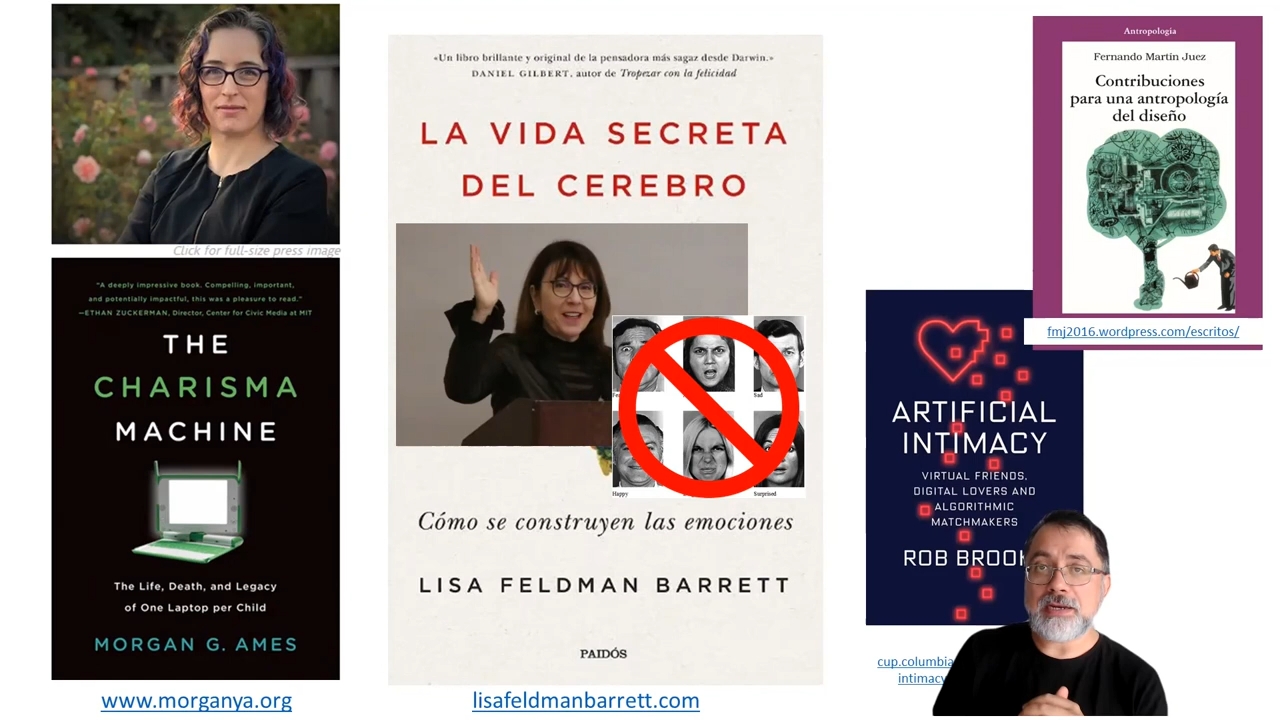 Click for full-size press image
"A deeply impressive book. Compelling, important,
and potentially impactful, this was a pleasure to read."
—ETHAN ZUCKERMAN, Director, Center for Civic Media at MIT
THE
CHARISMA
MACHINE
The Life, Death, and Legacy
of One Laptop per Child
MORGAN G. AMES
www.morganya.org
«Un libro brillante y original de la pensadora más sagaz desde Darwin.»
DANIEL GILBERT, autor de Tropezar con la felicidad
LA VIDA SECRETA
DEL CEREBRO
Sad
Happy
Surprised
Cómo se construyen las emociones
LISA FELDMAN BARRETT
PAIDÓS
lisafeldmanbarrett.com
Antropologia
Fernando Martín Juez
Contribuciones
para una antropología
del diseño
fmj2016.wordpress.com/escritos/
ARTIFICIAL
INTIMACY
VIRTUAL FRIENDS,
DIGITAL LOVERS AND
ALGORITHMIC
MATCHMAKERS
ROB BROOK
cup.columbia
intimacy